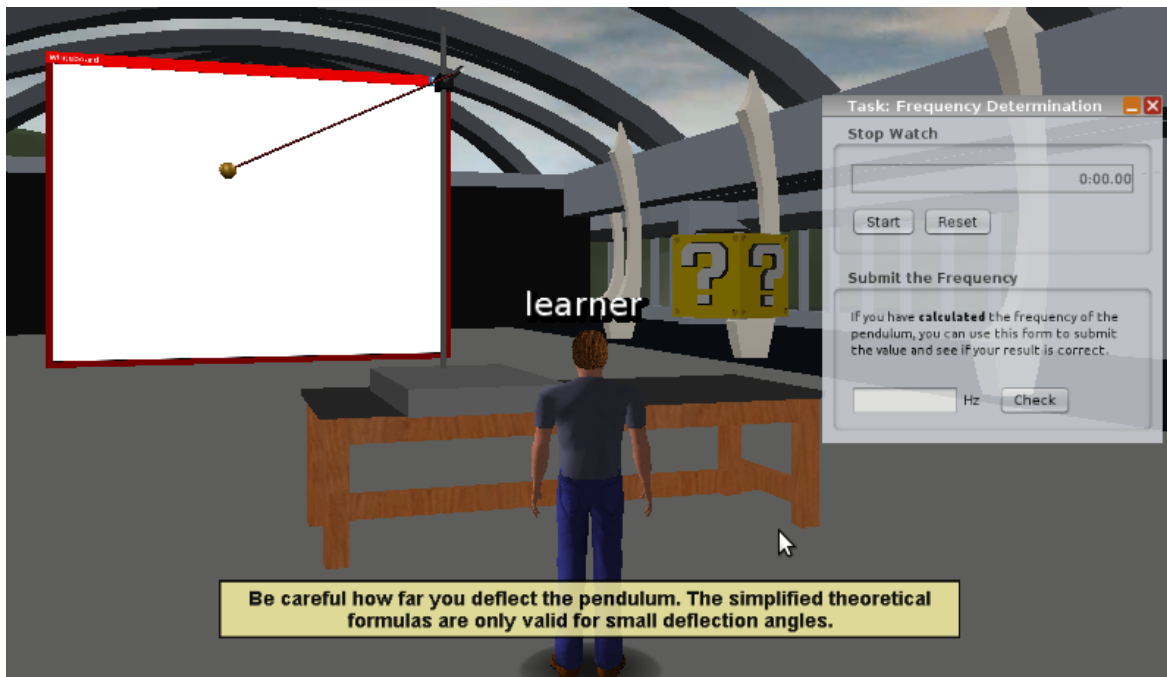 Whiteboard
Task: Frequency Determination
Stop Watch
0:00.00
Start Reset
? ?
learner
Submit the Frequency
If you have calculated the frequency of the
pendulum, you can use this form to submit
the value and see if your result is correct.
Hz Check
Be careful how far you deflect the pendulum. The simplified theoretical
formulas are only valid for small deflection angles.